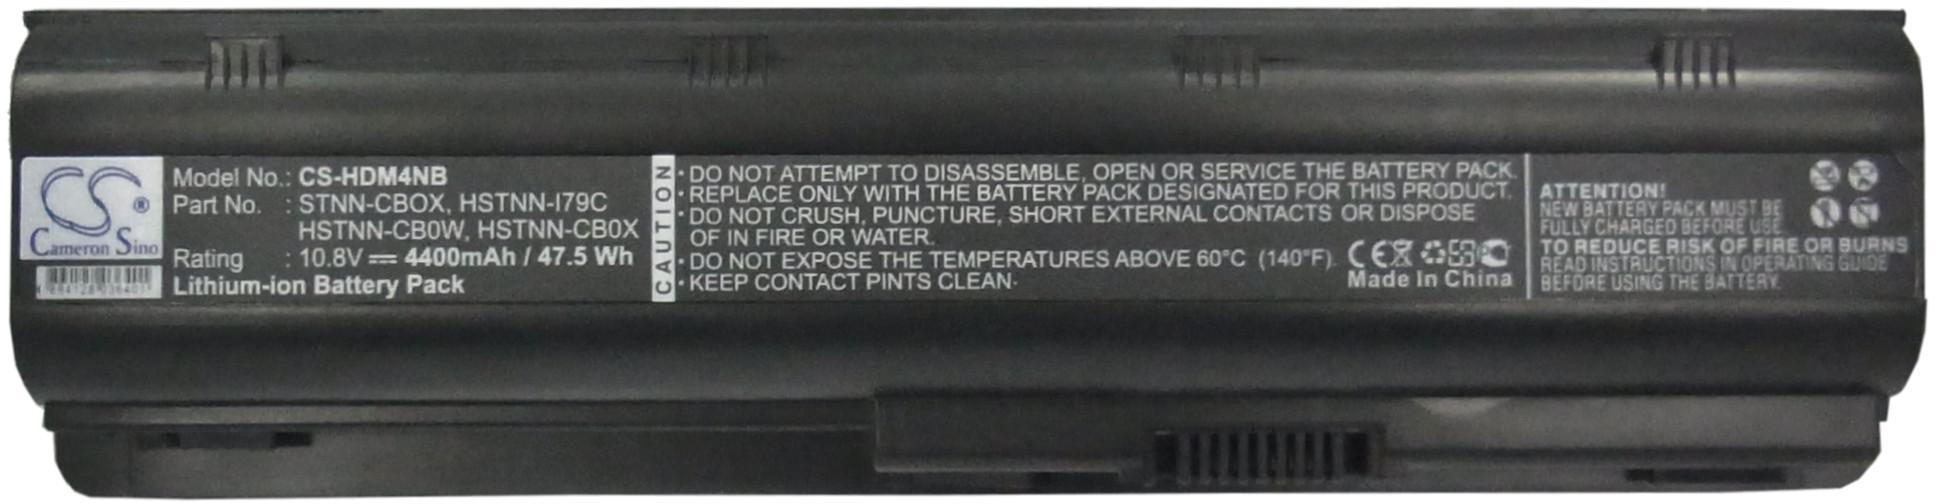 CS®
Cameron Sino
Model No.: CS-HDM4NB
Part No. : STNN-CBOX, HSTNN-I79C
HSTNN-CB0W, HSTNN-CB0X
Rating : 10.8V 4400mAh / 47.5 Wh
Lithium-ion Battery Pack
CAUTION
• DO NOT ATTEMPT TO DISASSEMBLE, OPEN OR SERVICE THE BATTERY PACK.
• REPLACE ONLY WITH THE BATTERY PACK DESIGNATED FOR THIS PRODUCT.
• DO NOT CRUSH, PUNCTURE, SHORT EXTERNAL CONTACTS OR DISPOSE
OF IN FIRE OR WATER.
• DO NOT EXPOSE THE TEMPERATURES ABOVE 60°C (140°F).
• KEEP CONTACT PINTS CLEAN·
CE
Made In China
ATTENTION!
NEW BATTERY PACK MUST BE
FULLY CHARGED BEFORE USE.
TO REDUCE RISK OF FIRE OR BURNS
READ INSTRUCTIONS IN OPERATING GUIDE
BEFORE USING THE BATTERY.